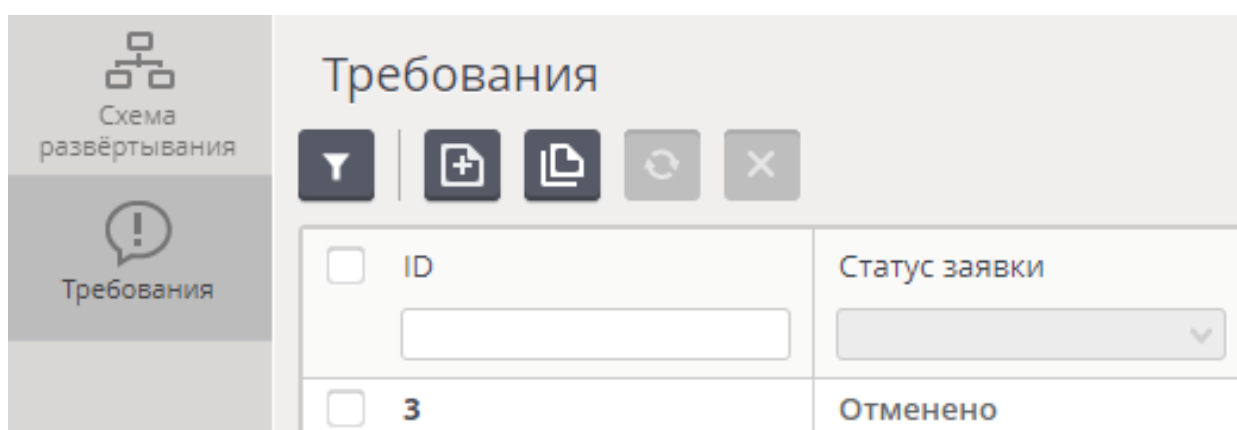 Схема
развёртывания
Требования
Требования
ID
Статус заявки
3
Отменено